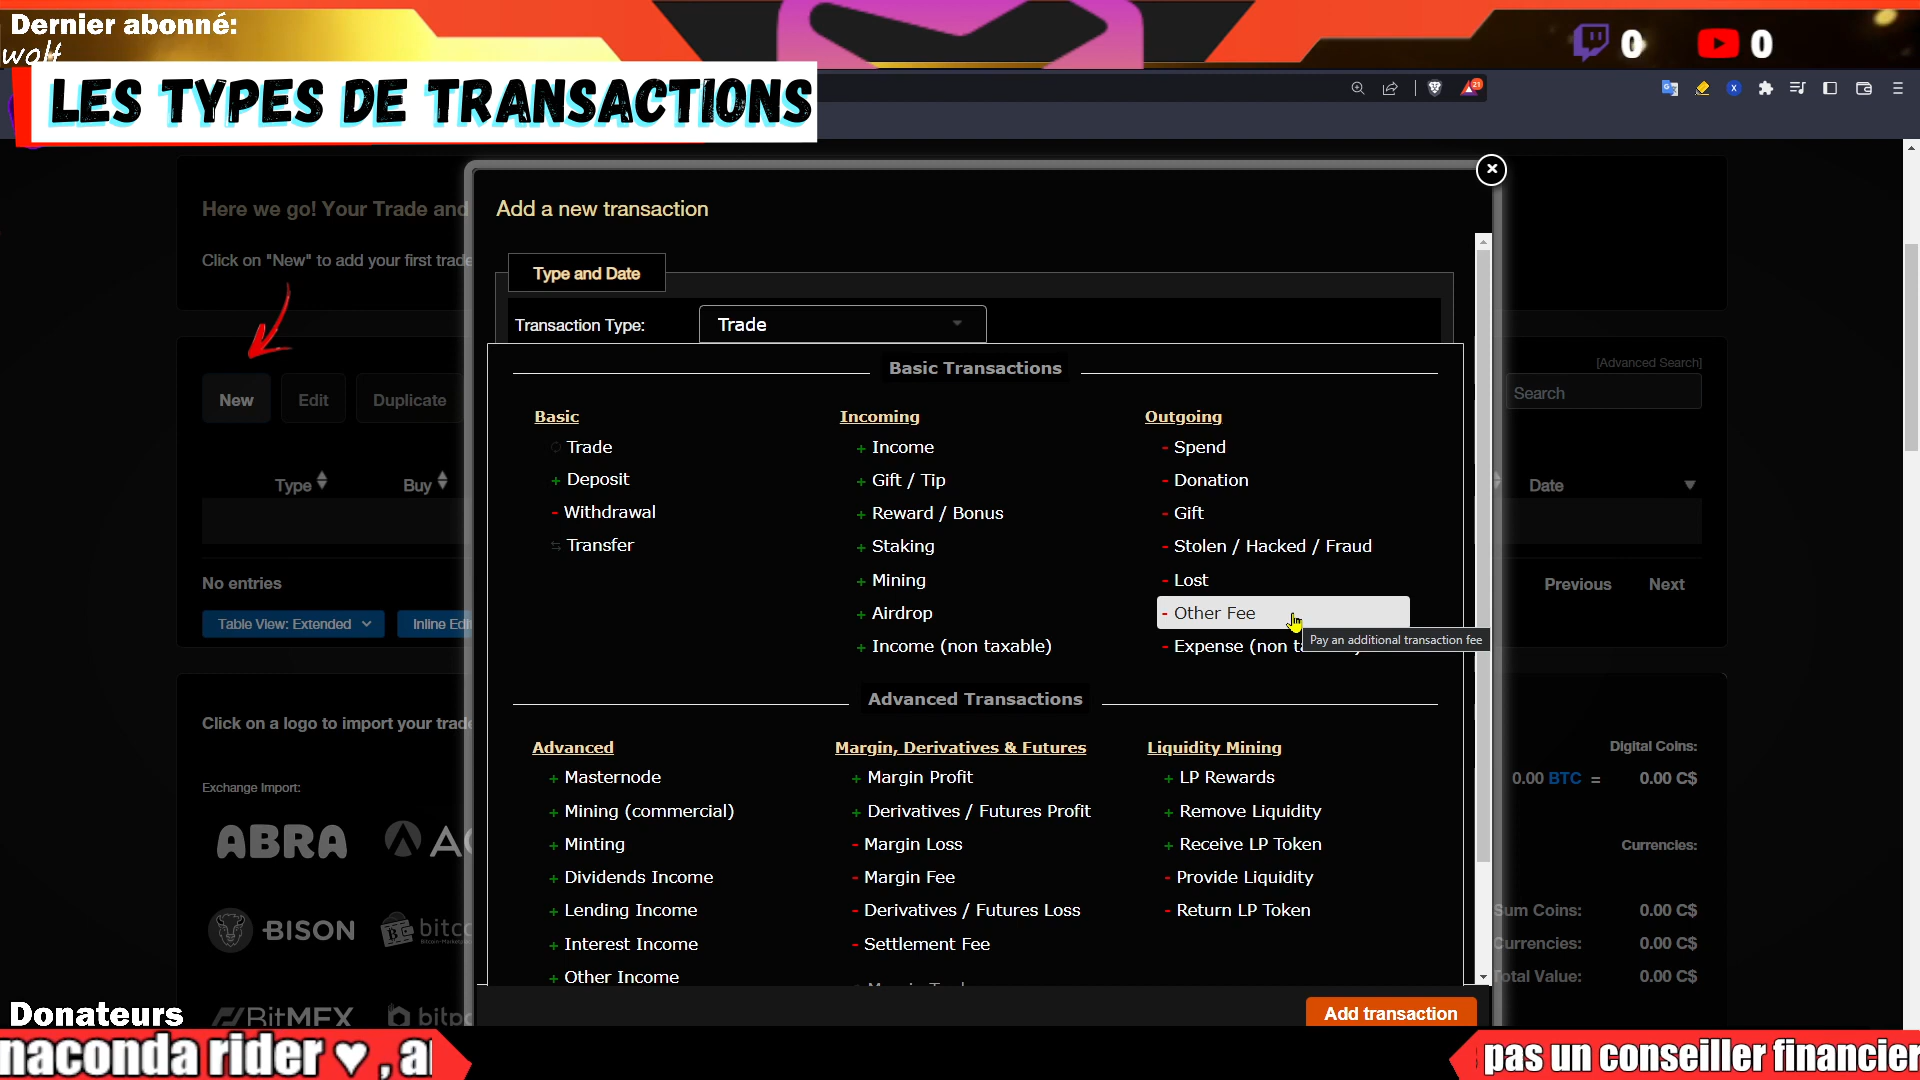 Dernier abonné:
wolf
0
0
LES TYPES DE TRANSACTIONS
21
X
Here we go! Your Trade and
Click on "New" to add your first trade
New
Edit
Duplicate
Type
Buy
No entries
Table View: Extended
Inline Edi
Click on a logo to import your trade
Exchange Import:
ABRA
BISON
bitco
BitMEX
bitp
Add a new transaction
Type and Date
Transaction Type:
Trade
Basic Transactions
Basic
Trade
+ Deposit
- Withdrawal
Transfer
Incoming
+ Income
+ Gift / Tip
+ Reward / Bonus
+ Staking
+ Mining
+ Airdrop
+ Income (non taxable)
Outgoing
- Spend
- Donation
- Gift
- Stolen / Hacked / Fraud
- Lost
- Other Fee
Pay an additional transaction fee
- Expense (non
Advanced Transactions
Advanced
+ Masternode
+ Mining (commercial)
+ Minting
+ Dividends Income
+ Lending Income
+ Interest Income
+ Other Income
Margin, Derivatives & Futures
+ Margin Profit
+ Derivatives / Futures Profit
- Margin Loss
- Margin Fee
- Derivatives / Futures Loss
- Settlement Fee
Liquidity Mining
+ LP Rewards
+ Remove Liquidity
+ Receive LP Token
- Provide Liquidity
- Return LP Token
Add transaction
[Advanced Search]
Search
Date
Previous
Next
Digital Coins:
0.00 BTC = 0.00 C$
Currencies:
Sum Coins: 0.00 C$
Currencies: 0.00 C$
Total Value: 0.00 C$
Donateurs
naconda rider ♥ , a
pas un conseiller financier